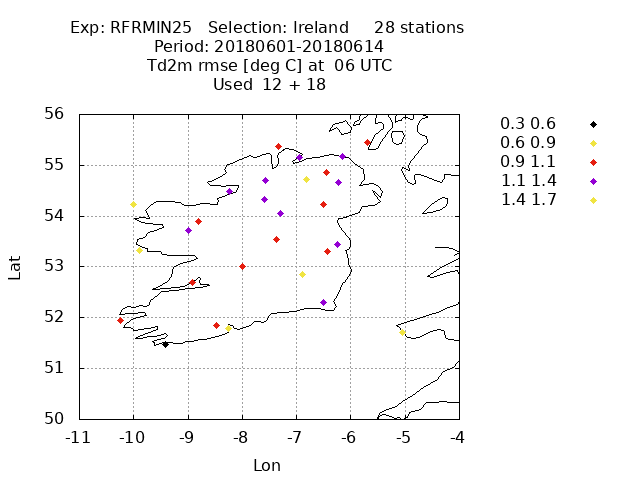 Exp: RFRMIN25 Selection: Ireland 28 stations
Period: 20180601-20180614
Td2m rmse [deg C] at 06 UTC
Used 12 + 18
0.3 0.6
0.6 0.9
0.9 1.1
1.1 1.4
1.4 1.7
56
55
54
53
52
51
50
Lat
-11 -10 -9 -8 -7 -6 -5 -4
Lon